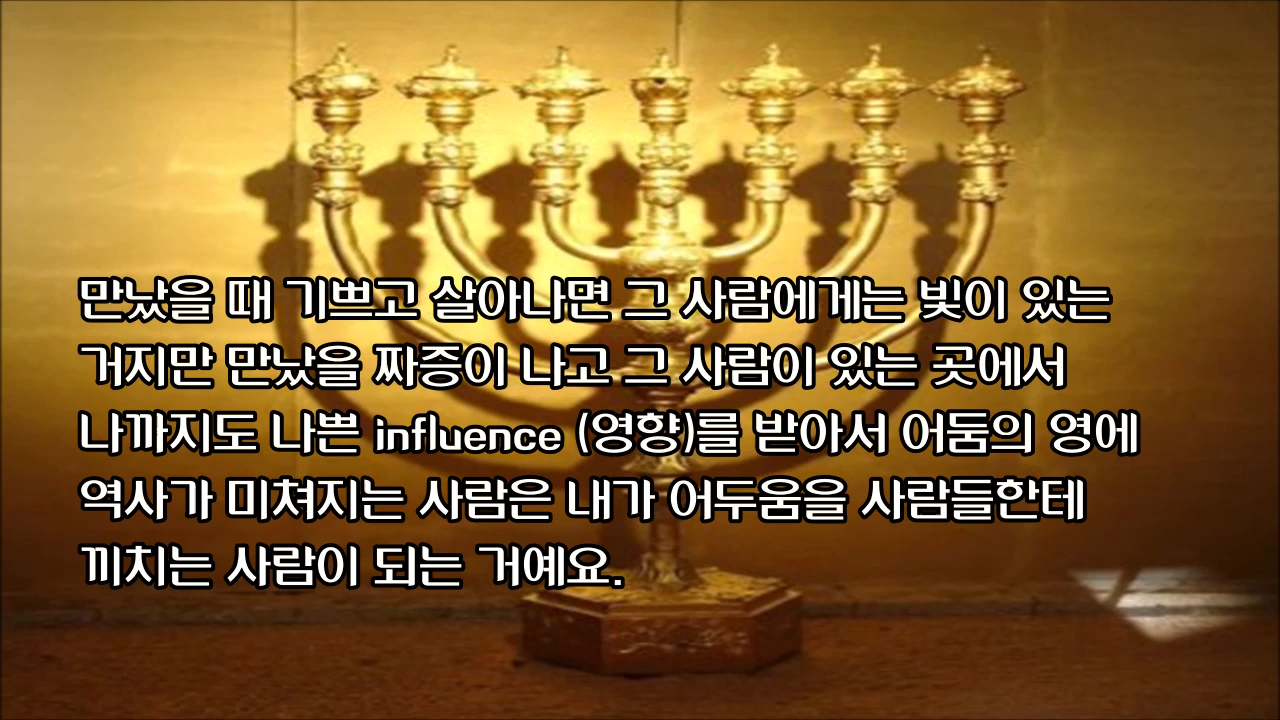 만났을 때 기쁘고 살아나면 그 사람에게는 빛이 있는
거지만 만났을 짜증이 나고 그 사람이 있는 곳에서
나까지도 나쁜 influence (영향)를 받아서 어둠의 영에
역사가 미쳐지는 사람은 내가 어두움을 사람들한테
끼치는 사람이 되는 거예요.